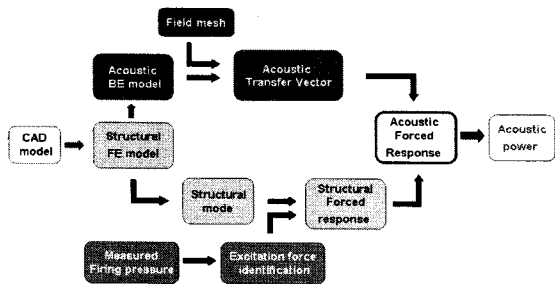 Field mesh
Acoustic
BE model
Acoustic
Transfer Vector
CAD
model
Structural
FE model
Acoustic
Forced
Response
Acoustic
power
Structural
mode
Structural
Forced
response
Measured
Firing pressure
Excitation force
identification